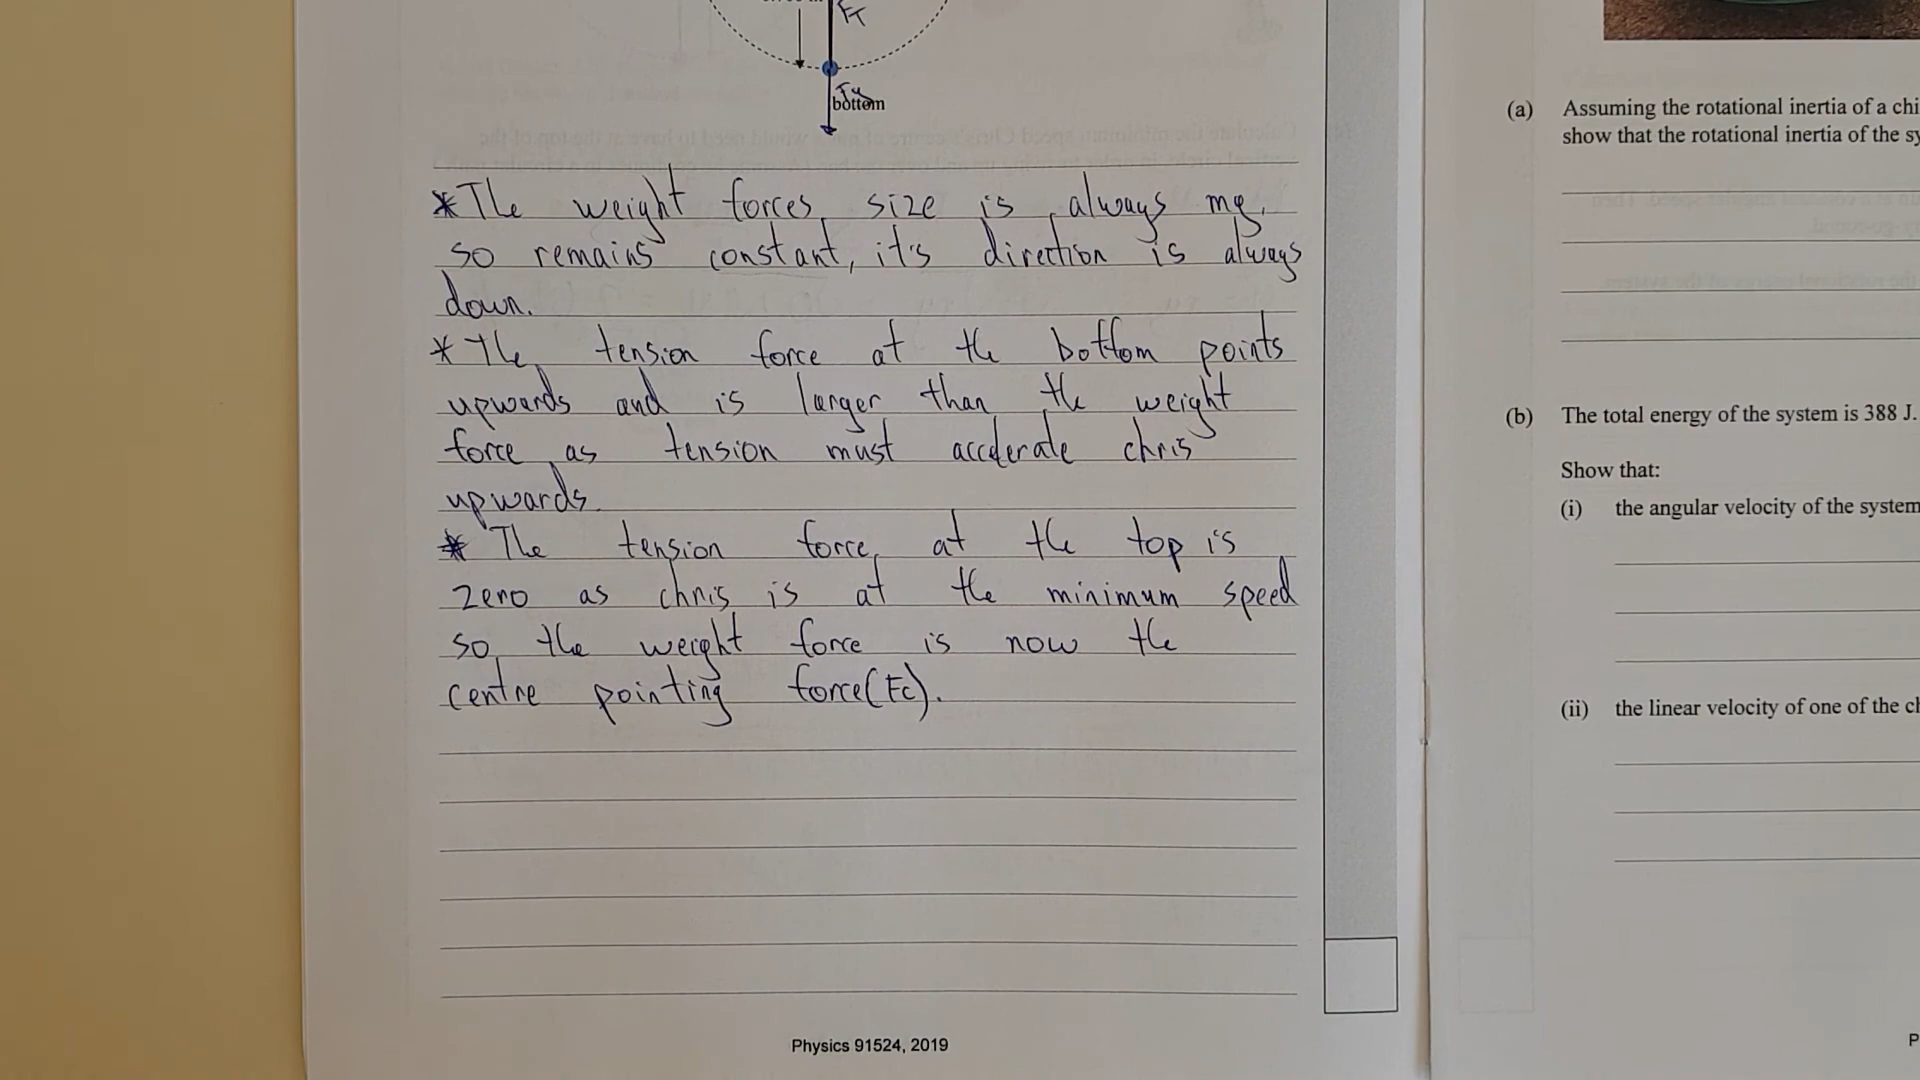 FT
bottom
*The weight forces size is always mg.
so remains constant, it's direction is always
down.
*The tension force at the bottom points
upwards and is larger than the weight
force as tension must accelerate chris
upwards.
* The tension force at the top is
zero as chris is at the minimum speed
so the weight force is now the
centre pointing force(Fc).
Physics 91524, 2019
(a) Assuming the rotational inertia of a chi
show that the rotational inertia of the sy
(b) The total energy of the system is 388 J.
Show that:
(i) the angular velocity of the system
(ii) the linear velocity of one of the ch
P